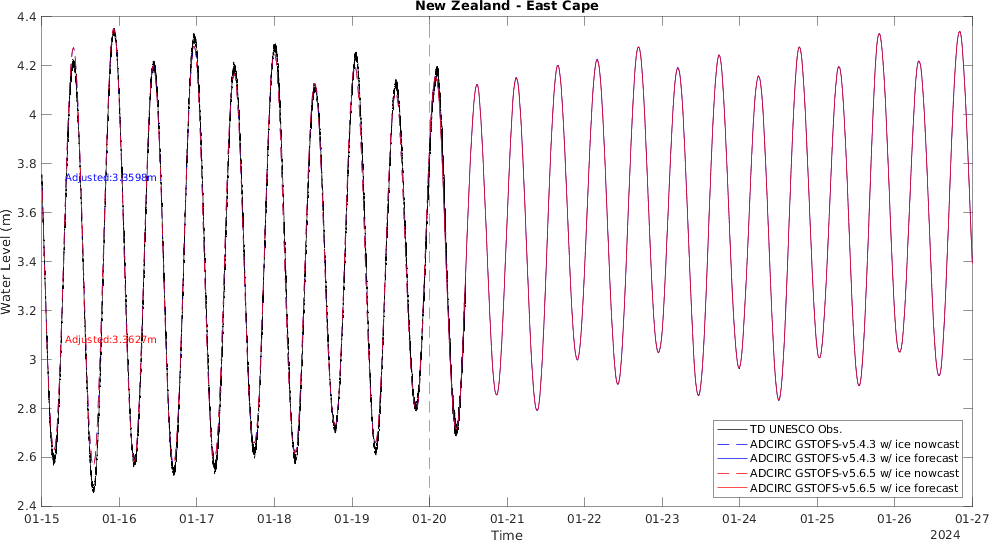 New Zealand - East Cape
4.4
4.2
4
3.8
3.6
3.4
3.2
3
2.8
2.6
2.4
Water Level (m)
Adjusted:3.3598m
Adjusted:3.3627m
TD UNESCO Obs.
ADCIRC GSTOFS-v5.4.3 w/ ice nowcast
ADCIRC GSTOFS-v5.4.3 w/ ice forecast
ADCIRC GSTOFS-v5.6.5 w/ ice nowcast
ADCIRC GSTOFS-v5.6.5 w/ ice forecast
01-15 01-16 01-17 01-18 01-19 01-20 01-21 01-22 01-23 01-24 01-25 01-26 01-27
Time
2024